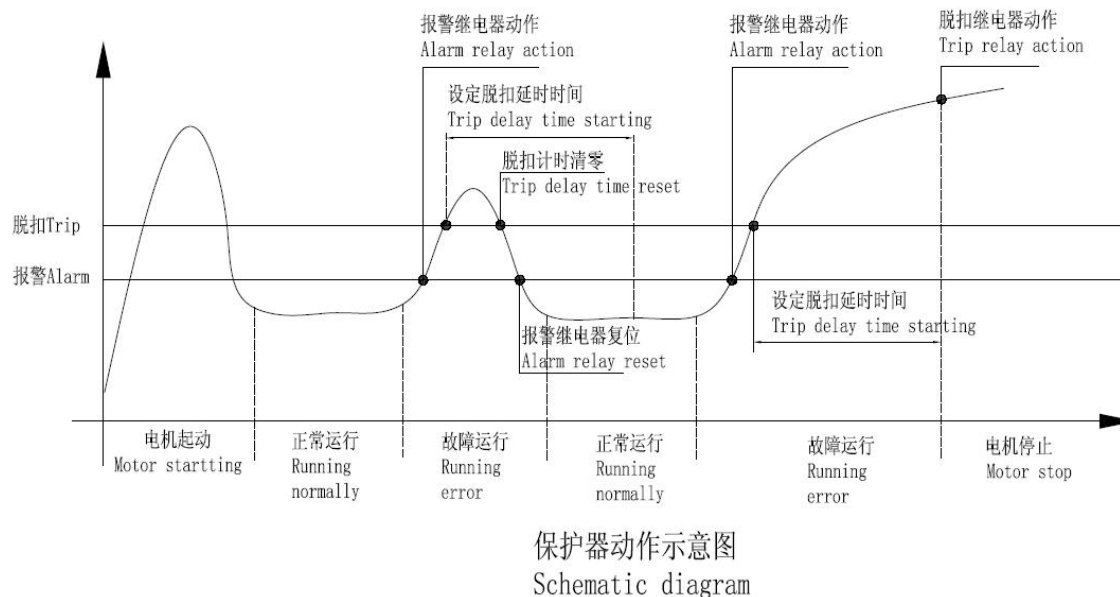 报警继电器动作
Alarm relay action
报警继电器动作
Alarm relay action
脱扣继电器动作
Trip relay action
设定脱扣延时时间
Trip delay time starting
脱扣计时清零
Trip delay time reset
脱扣Trip
报警Alarm
设定脱扣延时时间
Trip delay time starting
报警继电器复位
Alarm relay reset
电机起动
Motor startting
正常运行
Running
normally
故障运行
Running
error
正常运行
Running
normally
故障运行
Running
error
电机停止
Motor stop
保护器动作示意图
Schematic diagram